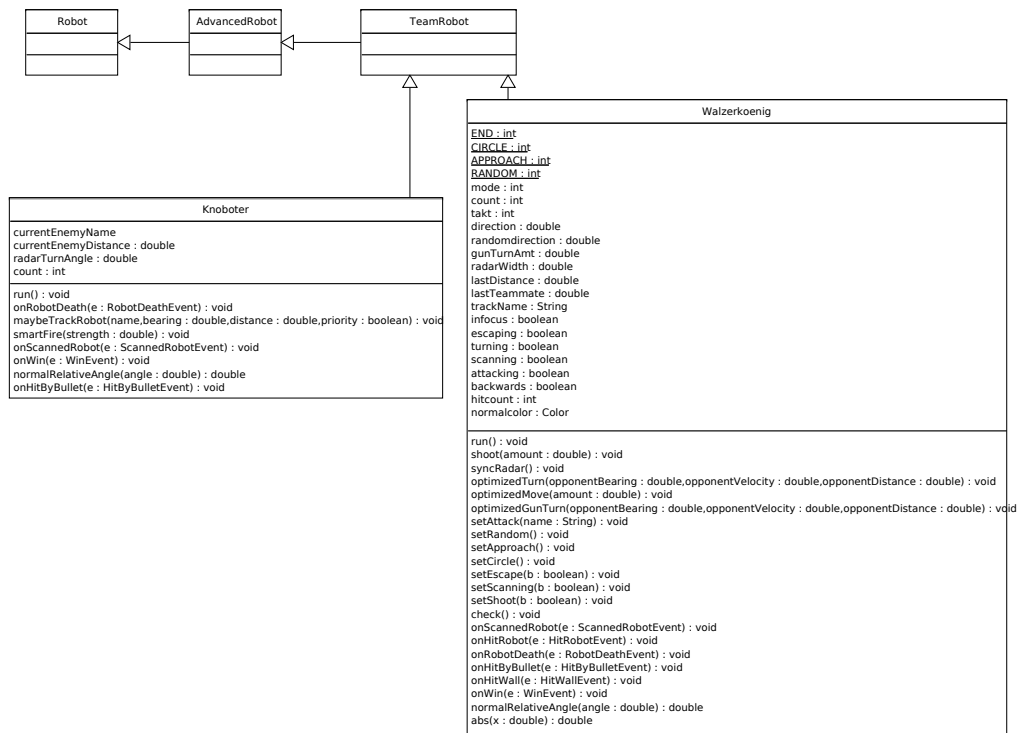 Robot
AdvancedRobot
TeamRobot
Knoboter
currentEnemyName
currentEnemyDistance : double
radarTurnAngle : double
count : int
run() : void
onRobotDeath(e : RobotDeathEvent) : void
maybeTrackRobot(name,bearing : double,distance : double,priority : boolean) : void
smartFire(strength : double) : void
onScannedRobot(e : ScannedRobotEvent) : void
onWin(e : WinEvent) : void
normalRelativeAngle(angle : double) : double
onHitByBullet(e : HitByBulletEvent) : void
Walzerkoenig
END : int
CIRCLE : int
APPROACH : int
RANDOM : int
mode : int
count : int
takt : int
direction : double
randomdirection : double
gunTurnAmt : double
radarWidth : double
lastDistance : double
lastTeammate : double
trackName : String
infocus : boolean
escaping : boolean
turning : boolean
scanning : boolean
attacking : boolean
backwards : boolean
hitcount : int
normalcolor : Color
run() : void
shoot(amount : double) : void
syncRadar() : void
optimizedTurn(opponentBearing : double,opponentVelocity : double,opponentDistance : double) : void
optimizedMove(amount : double) : void
optimizedGunTurn(opponentBearing : double,opponentVelocity : double,opponentDistance : double) : void
setAttack(name : String) : void
setRandom() : void
setApproach() : void
setCircle() : void
setEscape(b : boolean) : void
setScanning(b : boolean) : void
setShoot(b : boolean) : void
check() : void
onScannedRobot(e : ScannedRobotEvent) : void
onHitRobot(e : HitRobotEvent) : void
onRobotDeath(e : RobotDeathEvent) : void
onHitByBullet(e : HitByBulletEvent) : void
onHitWall(e : HitWallEvent) : void
onWin(e : WinEvent) : void
normalRelativeAngle(angle : double) : double
abs(x : double) : double